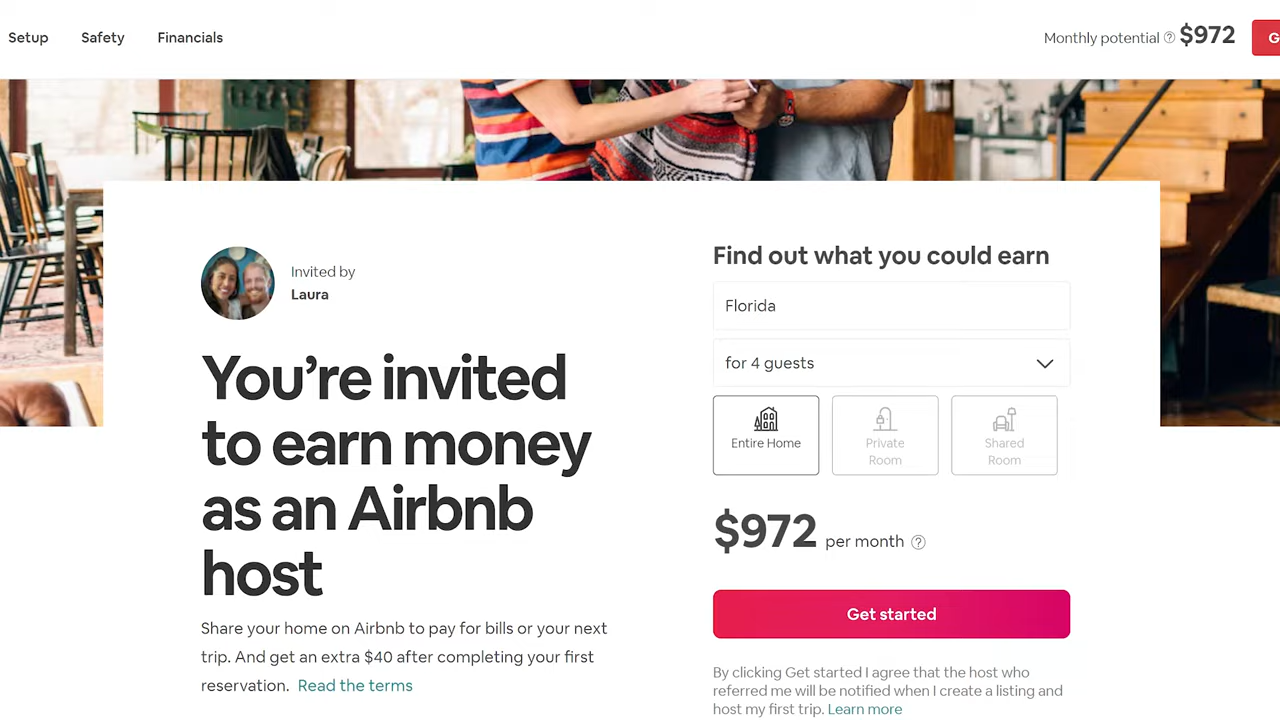 Setup Safety Financials Monthly potential $972
Invited by
Laura
You're invited
to earn money
as an Airbnb
host
Share your home on Airbnb to pay for bills or your next
trip. And get an extra $40 after completing your first
reservation. Read the terms
Find out what you could earn
Florida
for 4 guests
Entire Home
Private
Room
Shared
Room
$972 per month ?
Get started
By clicking Get started I agree that the host who
referred me will be notified when I create a listing and
host my first trip. Learn more